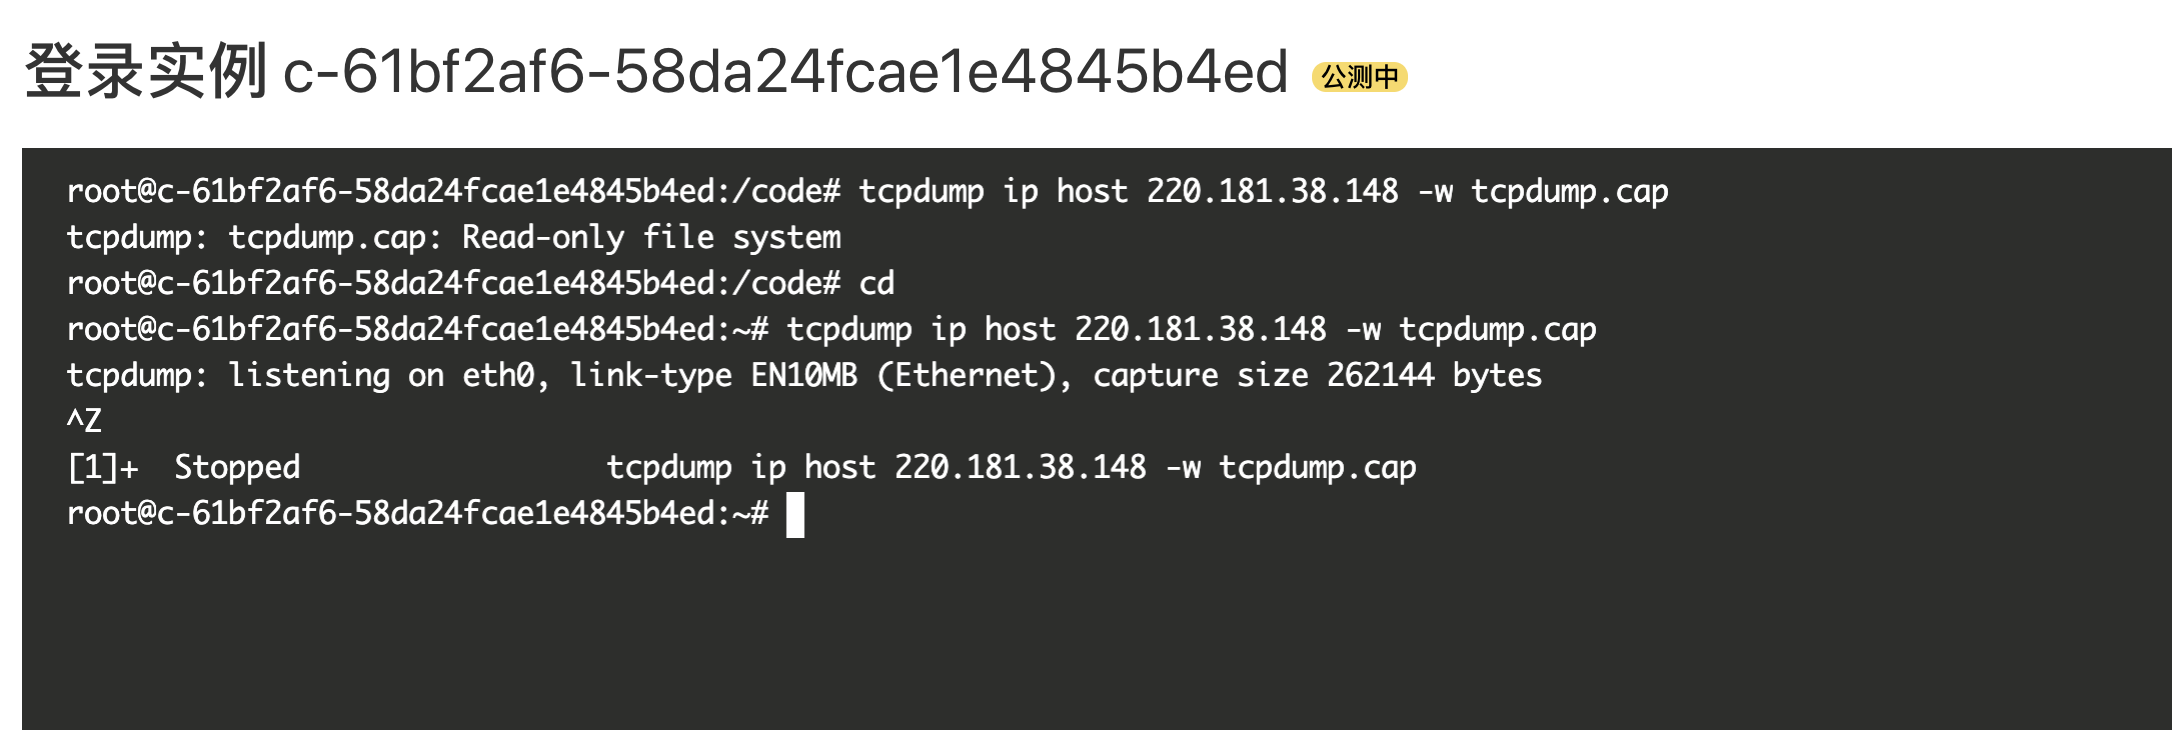 登录实例 c-61bf2af6-58da24fcae1e4845b4ed 公测中
root@c-61bf2af6-58da24fcae1e4845b4ed:/code# tcpdump ip host 220.181.38.148 -w tcpdump.cap
tcpdump: tcpdump.cap: Read-only file system
root@c-61bf2af6-58da24fcae1e4845b4ed:/code# cd
root@c-61bf2af6-58da24fcae1e4845b4ed:~# tcpdump ip host 220.181.38.148 -w tcpdump.cap
tcpdump: listening on eth0, link-type EN10MB (Ethernet), capture size 262144 bytes
^Z
[1]+  Stopped                 tcpdump ip host 220.181.38.148 -w tcpdump.cap
root@c-61bf2af6-58da24fcae1e4845b4ed:~#